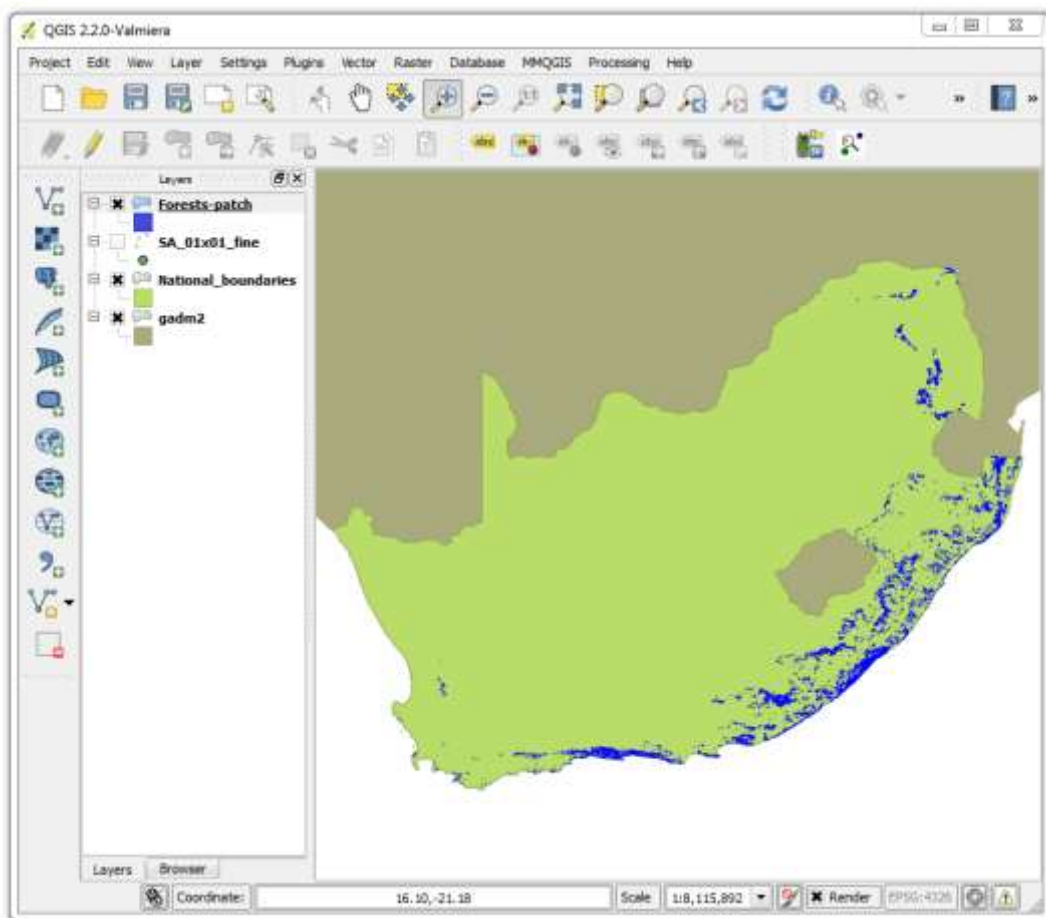 QGIS 2.2.0-Valmiera
Project Edit View Layer Settings Plugins Vector Raster Database MMQGIS Processing Help
Layers
Forests-patch
SA_01x01_fine
National_boundaries
gadm2
Layers Browser
Coordinate: 16.10,-21.18 Scale 1:8,115,892 Render EPSG:4326